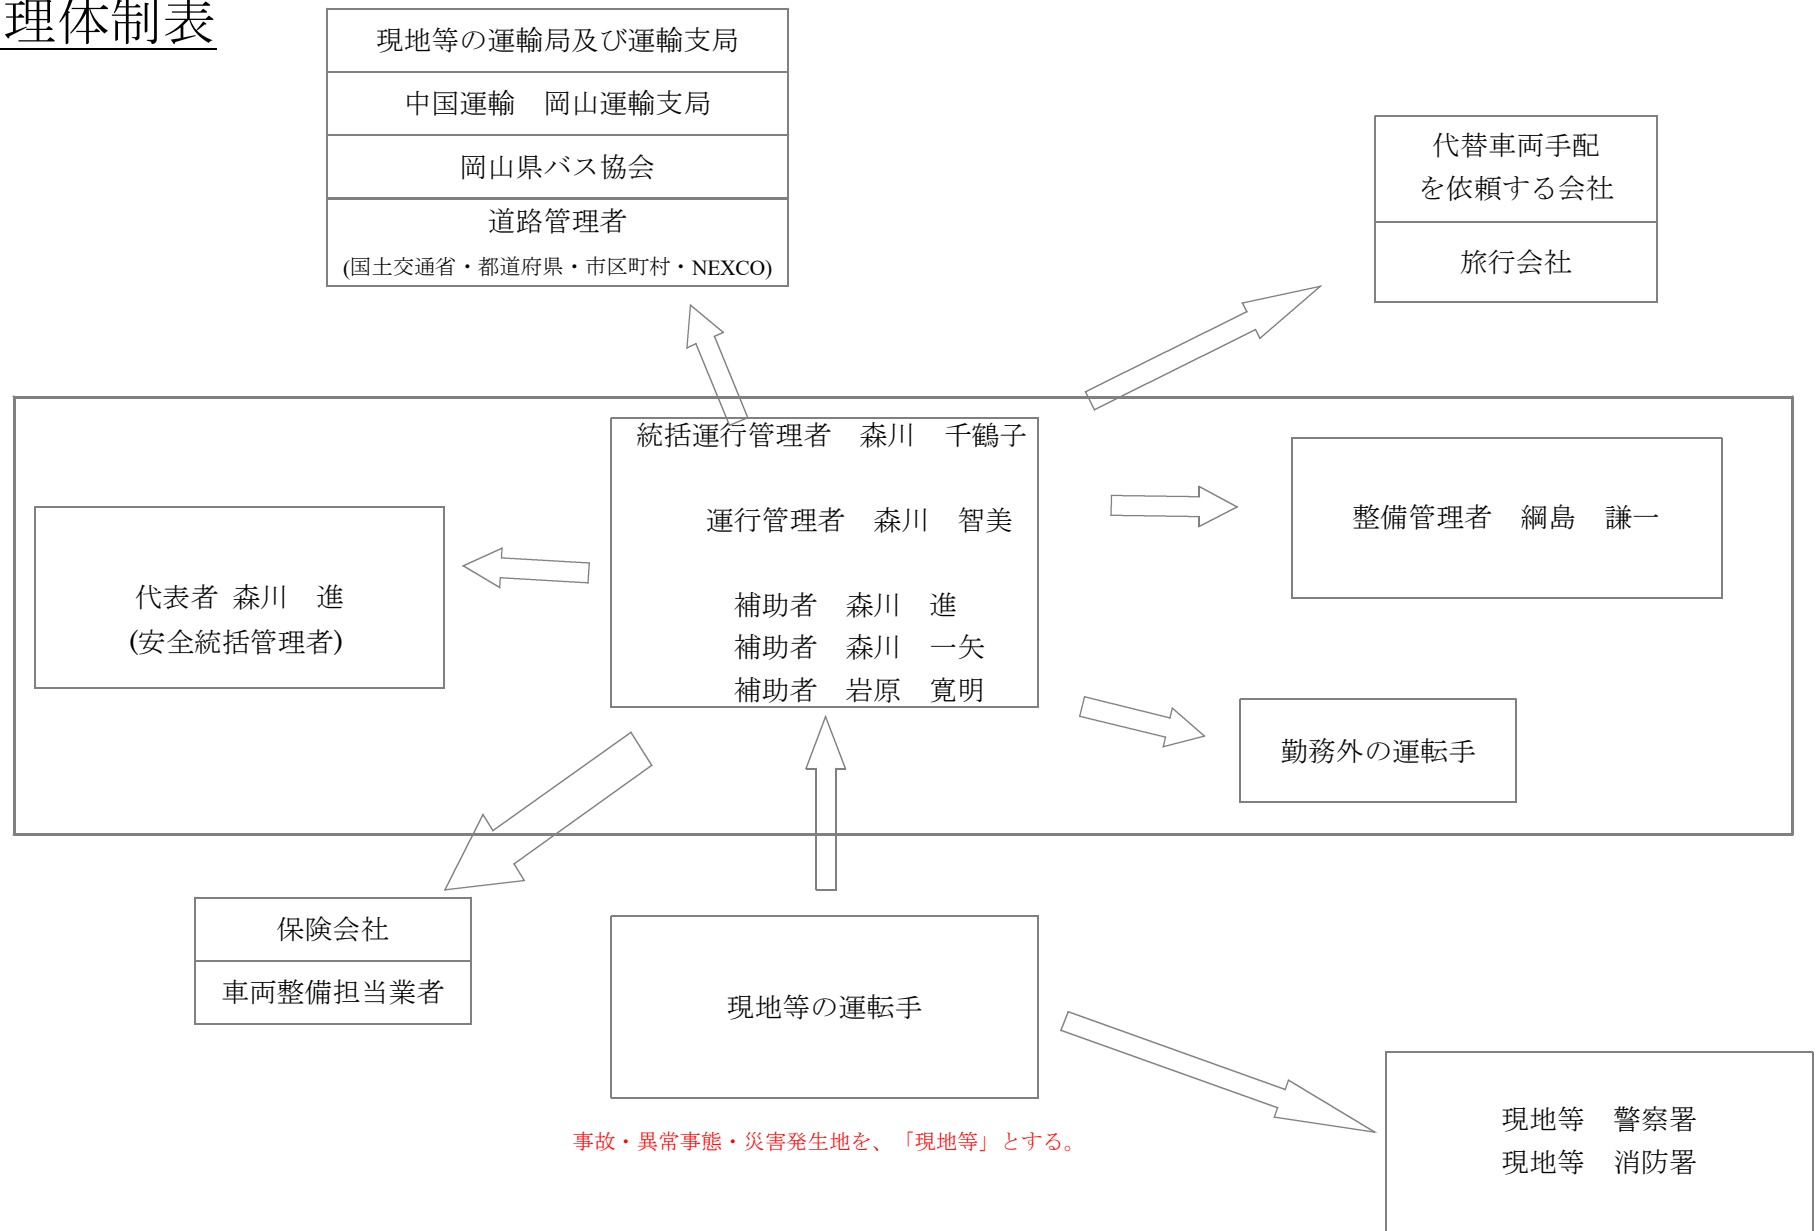 理体制表
現地等の運輸局及び運輸支局
中国運輸　岡山運輸支局
岡山県バス協会
道路管理者
(国土交通省・都道府県・市区町村・NEXCO)
代替車両手配
を依頼する会社
旅行会社
統括運行管理者　森川　千鶴子
運行管理者　森川　智美
補助者　森川　進
補助者　森川　一矢
補助者　岩原　寛明
代表者 森川　進
(安全統括管理者)
整備管理者　綱島　謙一
勤務外の運転手
保険会社
車両整備担当業者
現地等の運転手
事故・異常事態・災害発生地を、「現地等」とする。
現地等　警察署
現地等　消防署